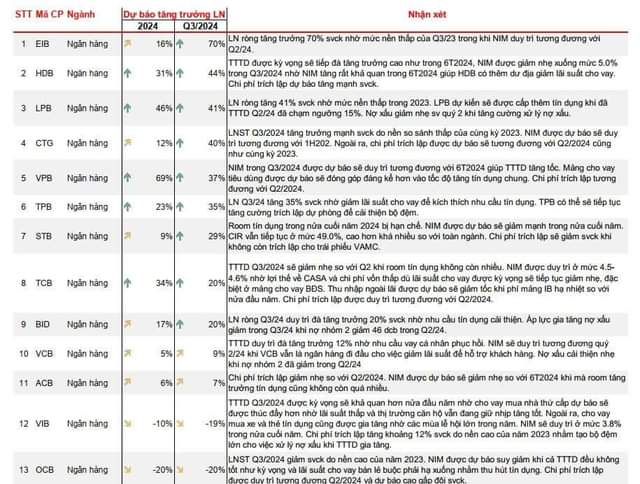 STT Mã CP Ngành Dự báo tăng trưởng LN Nhận xét
2024 Q3/2024
1 EIB Ngân hàng 16% 70% LN ròng tăng trưởng 70% svck nhờ mức nền thấp của Q3/23 trong khi NIM duy trì tương đương với
Q2/24.
2 HDB Ngân hàng 31% 44% TTTD được kỳ vọng sẽ tiếp đà tăng trưởng cao như trong 6T2024, NIM được giảm nhẹ xuống mức 5.0%
trong Q3/2024 nhờ NIM tăng rất khả quan trong 6T2024 giúp HDB có thêm dư địa giảm lãi suất cho vay.
Chi phí trích lập dự báo tăng mạnh svck.
3 LPB Ngân hàng 46% 41% LN ròng tăng 41% svck nhờ mức nền thấp trong 2023. LPB dự kiến sẽ được cấp thêm tín dụng khi đã
TTTD Q2/24 đã chạm ngưỡng 15%. Nợ xấu giảm nhẹ sv quý 2 khi tăng cường xử lý nợ xấu.
4 CTG Ngân hàng 12% 40% LNST Q3/2024 tăng trưởng mạnh svck do nền so sánh thấp của cùng kỳ 2023. NIM được dự báo sẽ duy
trì tương đương với 1H202. Ngoài ra, chi phí trích lập được dự báo sẽ tương đương với Q2/2024 cũng
như cùng kỳ 2023.
5 VPB Ngân hàng 69% 37% NIM trong Q3/2024 được dự báo sẽ duy trì tương đương với 6T2024 giúp TTTD tăng tốc. Mảng cho vay
tiêu dùng được dự báo sẽ đóng góp đáng kể hơn vào tốc độ tăng tín dụng chung. Chi phí trích lập tương
đương với Q2/2024.
6 TPB Ngân hàng 23% 35% LN Q3/24 tăng 35% svck nhờ giảm lãi suất cho vay để kích thích nhu cầu tín dụng. TPB có thể sẽ tiếp
tục tăng cường trích lập dự phòng để cải thiện bộ đệm.
7 STB Ngân hàng 9% 29% Room tín dụng trong nửa cuối năm 2024 bị hạn chế. NIM được dự báo sẽ giảm mạnh trong nửa cuối năm.
CIR vẫn tiếp tục ở mức 49.0%, cao hơn khá nhiều so với toàn ngành. Chi phí trích lập sẽ giảm svck khi
không còn trích lập cho trái phiếu VAMC.
8 TCB Ngân hàng 34% 20% TTTD Q3/2024 sẽ giảm nhẹ so với Q2 khi room tín dụng không còn nhiều. NIM được duy trì ở mức 4.5-
4.6% nhờ lợi thế về CASA và chi phí vốn thấp dù lãi suất cho vay được kỳ vọng sẽ tiếp tục giảm nhẹ, đặc
biệt ở mảng cho vay BĐS. Thu nhập ngoài lãi được dự báo sẽ giảm tốc khi phí mảng IB hạ nhiệt so với
nửa đầu năm. Chi phí trích lập được duy trì tương đương với Q2/2024.
9 BID Ngân hàng 17% 20% LN ròng Q3/24 duy trì đà tăng trưởng 20% svck nhờ nhu cầu tín dụng cải thiện. Áp lực gia tăng nợ xấu
giảm trong Q3/24 khi nợ nhóm 2 giảm 46 dcb trong Q2/24.
10 VCB Ngân hàng 5% 9% TTTD duy trì đà tăng trưởng 12% nhờ nhu cầu vay cá nhân phục hồi. NIM sẽ tương đương quý
2/24 khi VCB vẫn là ngân hàng đi đầu cho việc giảm lãi suất để hỗ trợ khách hàng. Nợ xấu cải thiện nhẹ
khi nợ nhóm 2 đã giảm trong Q2/24
11 ACB Ngân hàng 6% 7% Chi phí trích lập giảm nhẹ so với Q2/2024. NIM được dự báo sẽ giảm nhẹ so với 6T2024 khi mà room tăng
trưởng tín dụng cũng không còn quá nhiều.
12 VIB Ngân hàng -10% -19% TTTD Q3/2024 được kỳ vọng sẽ khả quan hơn nửa đầu năm nhờ cho vay mua nhà thứ cấp dự báo sẽ
được thúc đẩy hơn nhờ lãi suất thấp và thị trường căn hộ vẫn đang giữ nhịp tăng tốt. Ngoài ra, cho vay
mua xe và thẻ tín dụng cũng được gia tăng nhờ các mùa lễ hội lớn trong năm. NIM duy trì ở mức 3.8%
trong nửa cuối năm. Chi phí trích lập tăng khoảng 12% svck do nền cao của năm 2023 nhằm tạo bộ đệm
lớn cho việc xử lý nợ xấu khi TTTD gia tăng.
13 OCB Ngân hàng -20% -20% LNST Q3/2024 giảm svck do nền cao của năm 2023. NIM được dự báo suy giảm khi cả TTTD đều không
tốt như kỳ vọng và lãi suất cho vay bán lẻ buộc phải hạ xuống nhằm thu hút tín dụng. Chi phí trích lập
được duy trì tương đương Q2/2024 và dự báo cao gấp đôi svck.